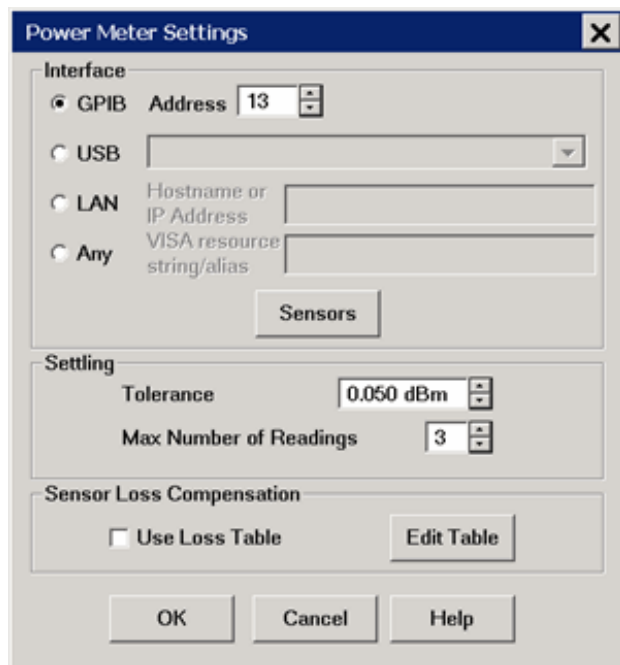 Power Meter Settings
Interface
GPIB Address 13
USB
LAN Hostname or
IP Address
Any VISA resource
string/alias
Sensors
Settling
Tolerance 0.050 dBm
Max Number of Readings 3
Sensor Loss Compensation
Use Loss Table Edit Table
OK Cancel Help